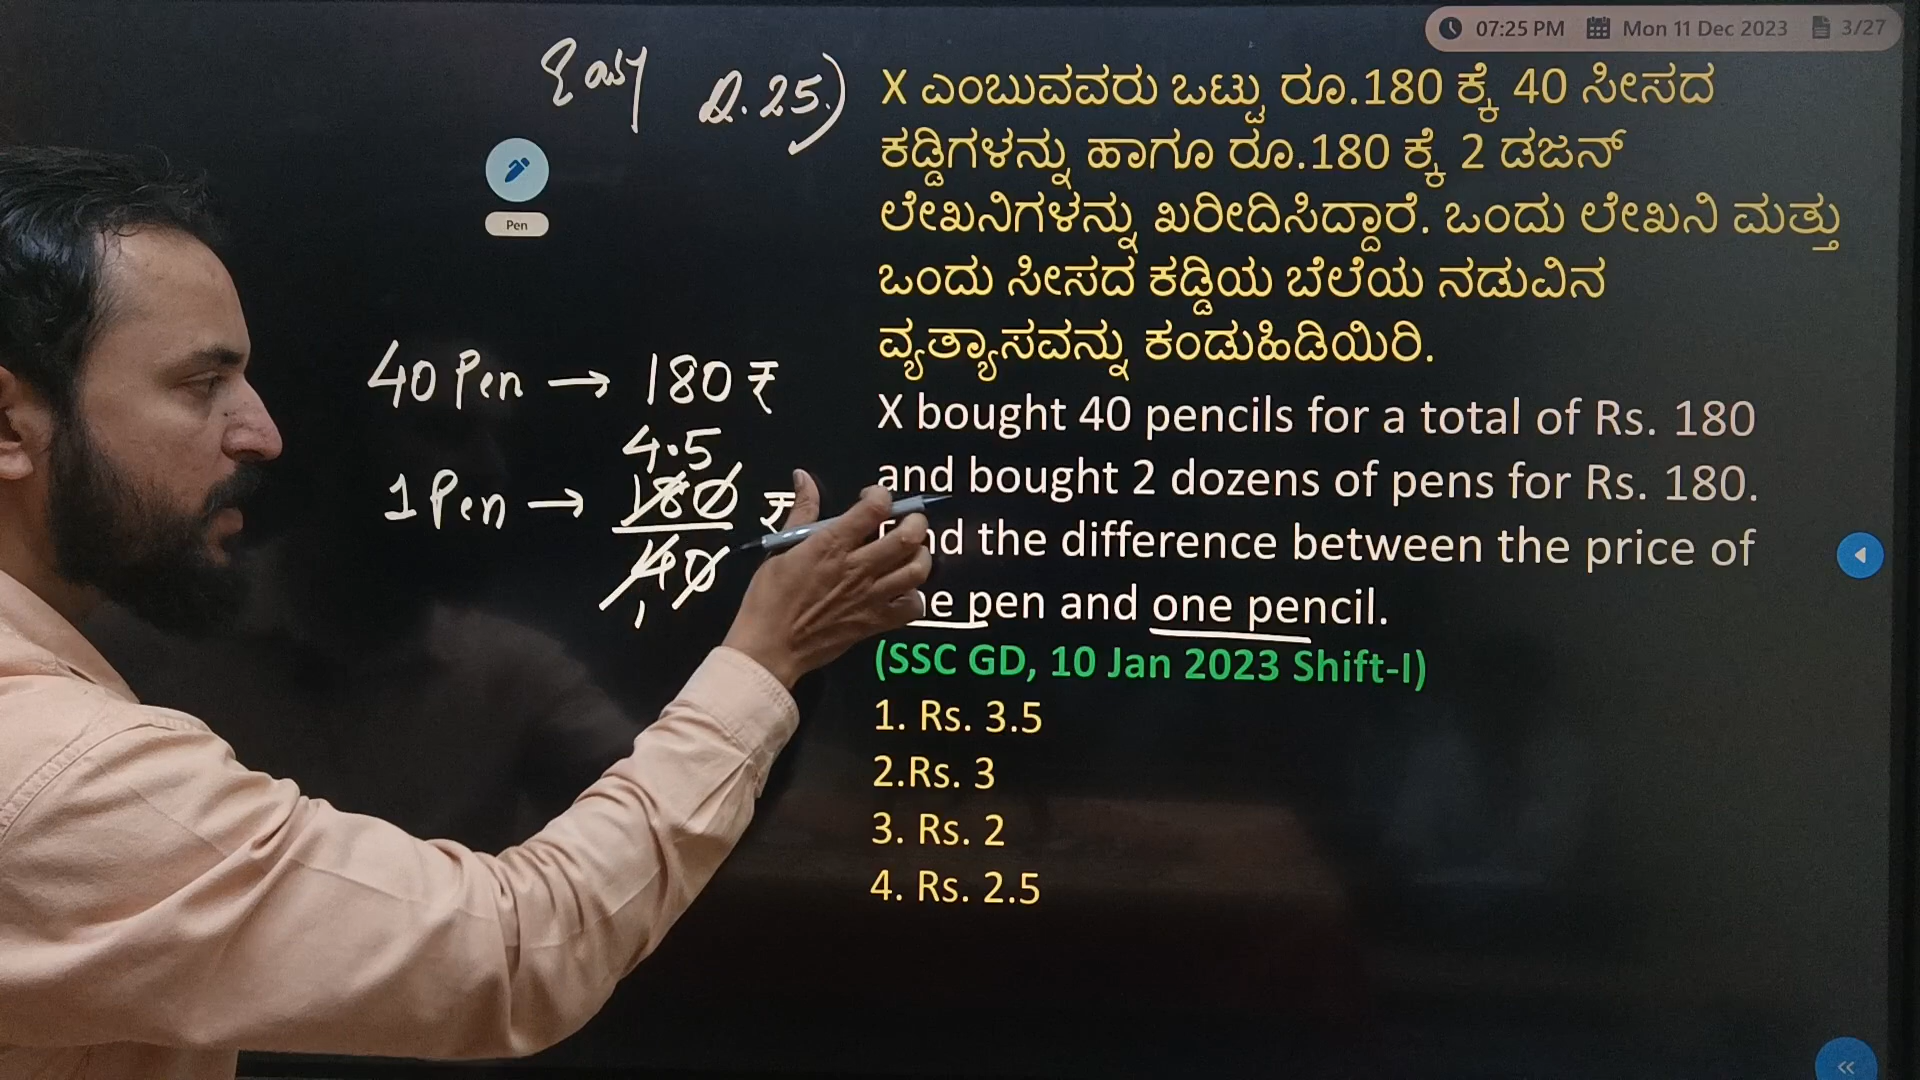 07:25 PM Mon 11 Dec 2023 3/27
Easy Q.25.)
Pen
X ಎಂಬುವವರು ಒಟ್ಟು ರೂ.180 ಕ್ಕೆ 40 ಸೀಸದ
ಕಡ್ಡಿಗಳನ್ನು ಹಾಗೂ ರೂ.180 ಕ್ಕೆ 2 ಡಜನ್
ಲೇಖನಿಗಳನ್ನು ಖರೀದಿಸಿದ್ದಾರೆ. ಒಂದು ಲೇಖನಿ ಮತ್ತು
ಒಂದು ಸೀಸದ ಕಡ್ಡಿಯ ಬೆಲೆಯ ನಡುವಿನ
ವ್ಯತ್ಯಾಸವನ್ನು ಕಂಡುಹಿಡಿಯಿರಿ.
X bought 40 pencils for a total of Rs. 180
and bought 2 dozens of pens for Rs. 180.
the difference between the price of
pen and one pencil.
(SSC GD, 10 Jan 2023 Shift-I)
1. Rs. 3.5
2.Rs. 3
3. Rs. 2
4. Rs. 2.5
40 Pen → 180 ₹
4.5
1 Pen → 180 ₹
40
1